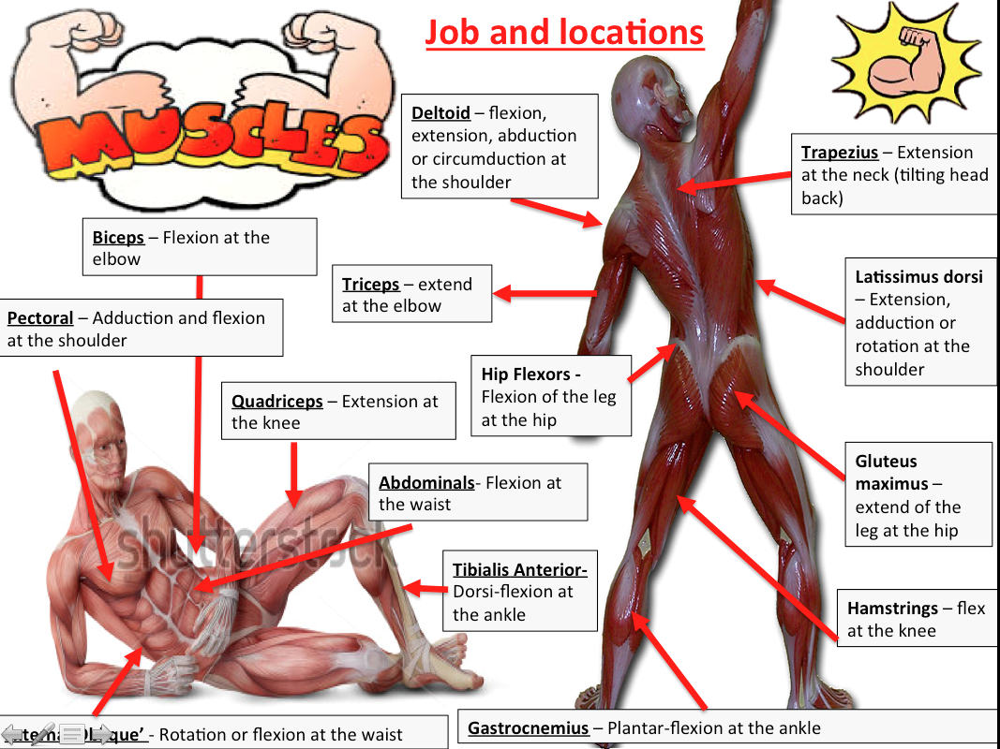 Job and locations
MUSCLES
Deltoid – flexion,
extension, abduction
or circumduction at
the shoulder
Trapezius – Extension
at the neck (tilting head
back)
Biceps – Flexion at the
elbow
Triceps – extend
at the elbow
Latissimus dorsi
– Extension,
adduction or
rotation at the
shoulder
Pectoral – Adduction and flexion
at the shoulder
Hip Flexors -
Flexion of the leg
at the hip
Quadriceps – Extension at
the knee
Gluteus
maximus –
extend of the
leg at the hip
Abdominals- Flexion at
the waist
shutterstock
Tibialis Anterior-
Dorsi-flexion at
the ankle
Hamstrings – flex
at the knee
- Rotation or flexion at the waist
Gastrocnemius – Plantar-flexion at the ankle